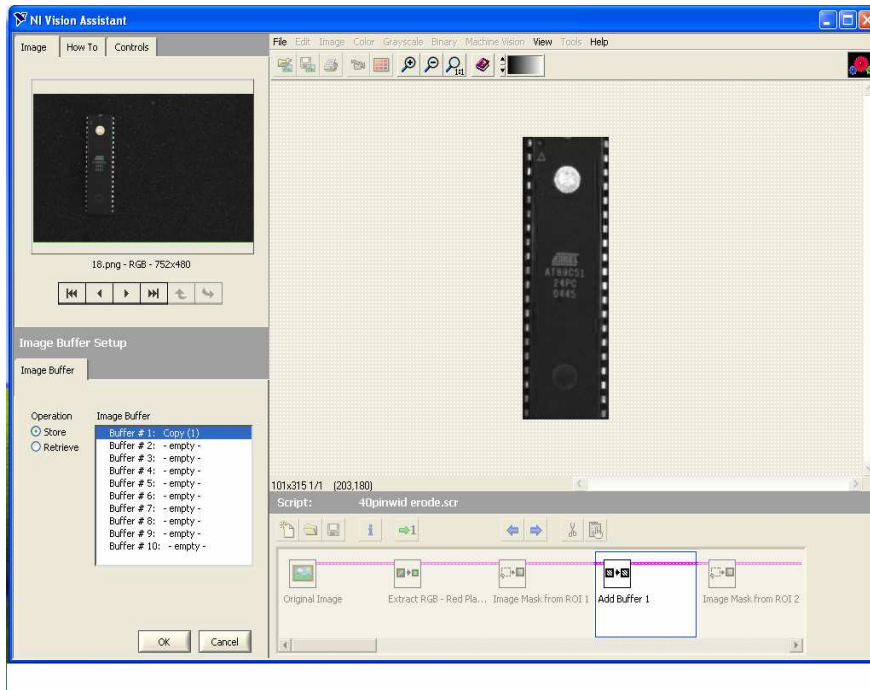 NI Vision Assistant
Image
How To
Controls
File Edit Image Color Grayscale Binary Machine Vision View Tools Help
1:1
18.png - RGB - 752x480
Image Buffer Setup
Image Buffer
Operation
Store
Retrieve
Image Buffer
Buffer # 1: Copy (1)
Buffer # 2: - empty -
Buffer # 3: - empty -
Buffer # 4: - empty -
Buffer # 5: - empty -
Buffer # 6: - empty -
Buffer # 7: - empty -
Buffer # 8: - empty -
Buffer # 9: - empty -
Buffer # 10: - empty -
OK
Cancel
ATMEL
AT89C51
24PC
0445
101x315 1/1 (203,180)
Script: 40pinwid erode.scr
1
Original Image
Extract RGB - Red Pla...
Image Mask from ROI 1
Add Buffer 1
Image Mask from ROI 2